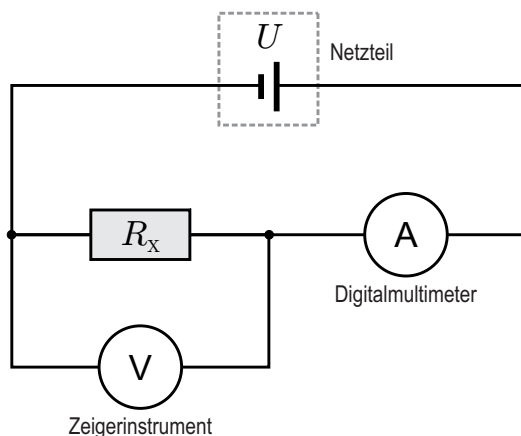 U
Netzteil
Rx
A
Digitalmultimeter
V
Zeigerinstrument